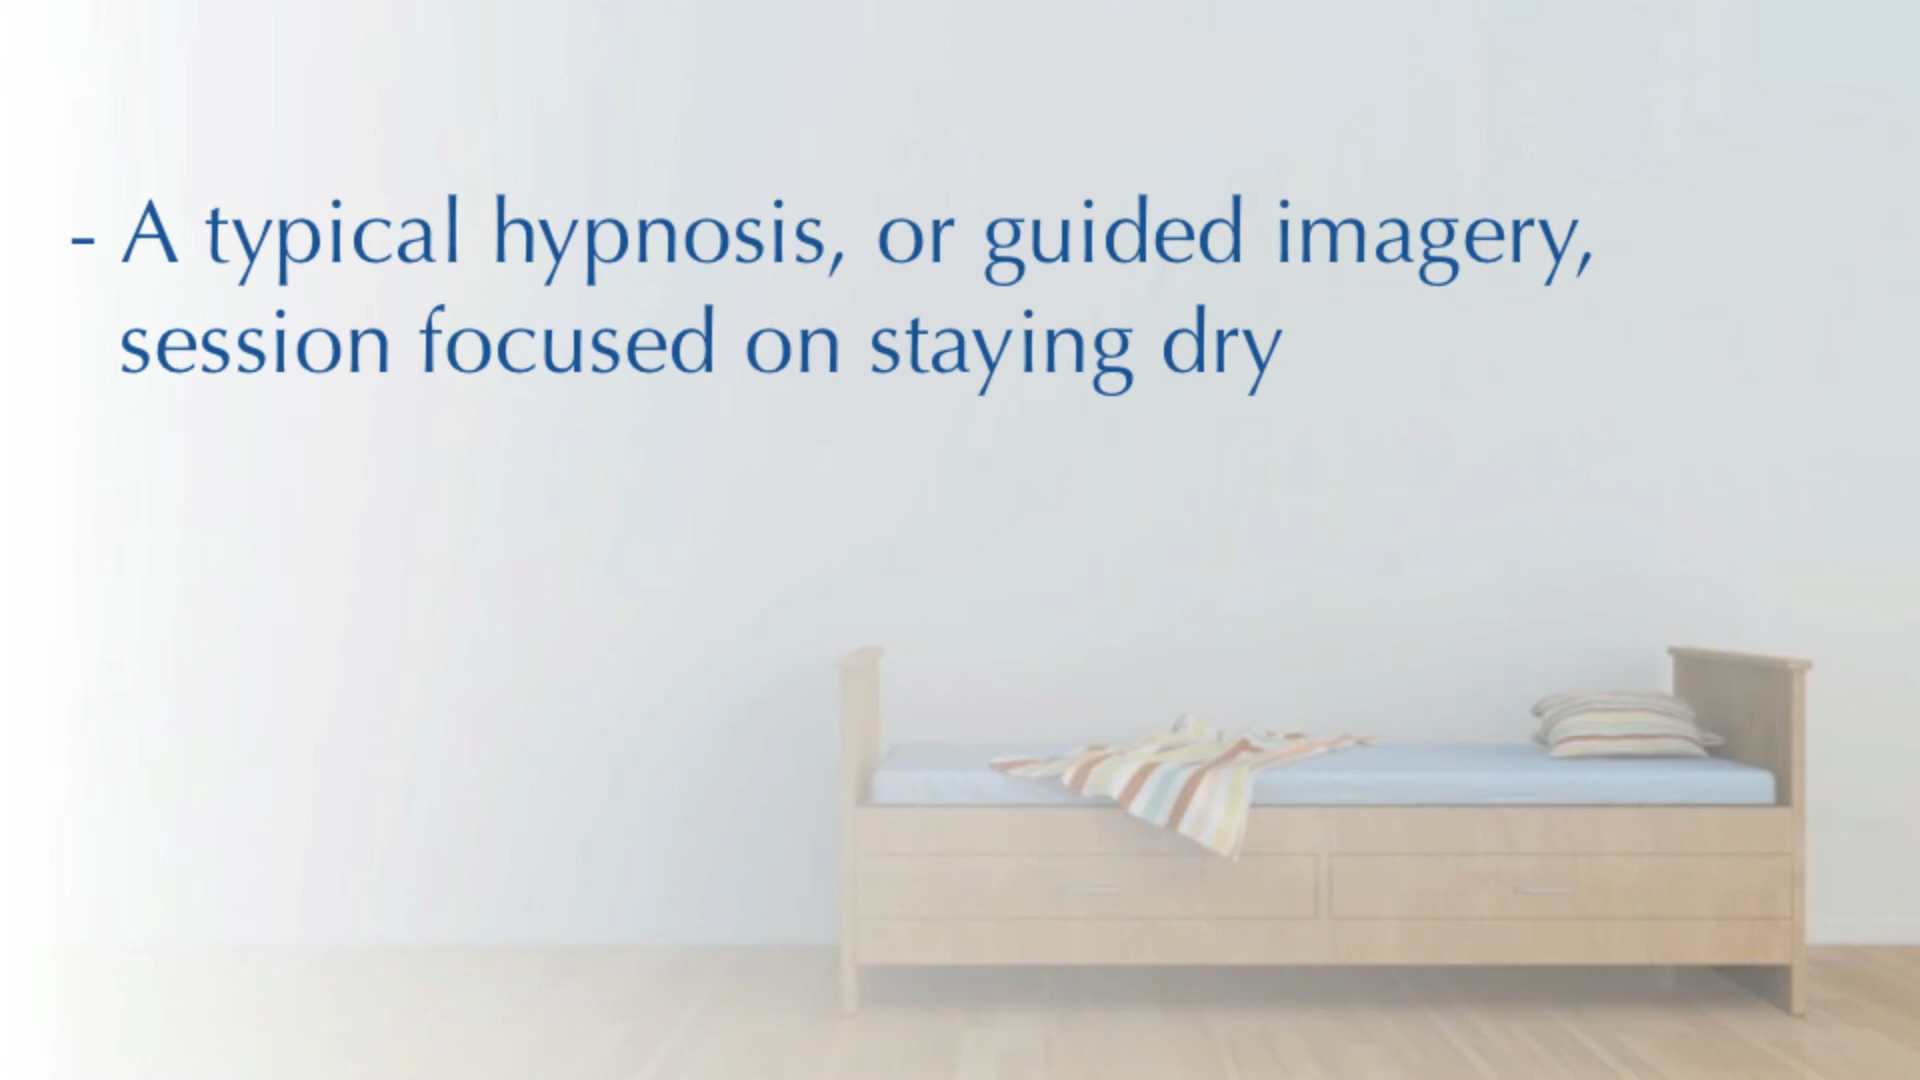 - A typical hypnosis, or guided imagery,
session focused on staying dry